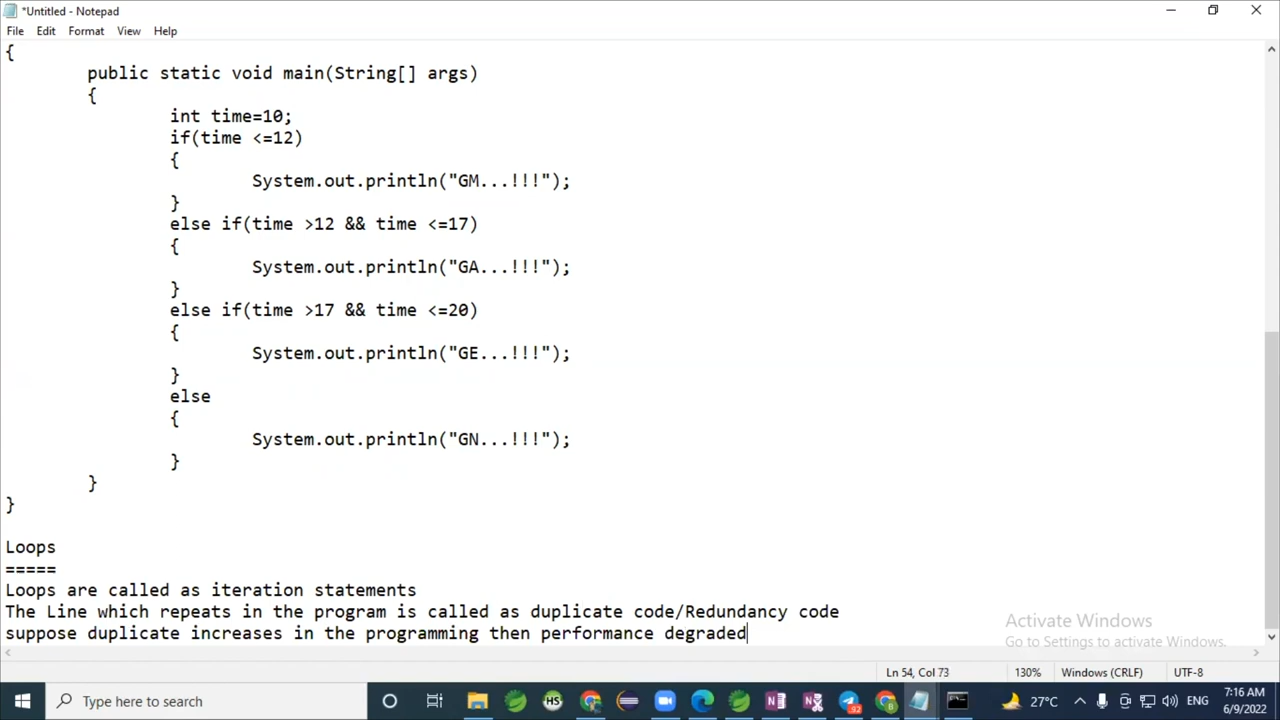 *Untitled - Notepad
File Edit Format View Help
{
public static void main(String[] args)
{
int time=10;
if(time <=12)
{
System.out.println("GM...!!!");
}
else if(time >12 && time <=17)
{
System.out.println("GA...!!!");
}
else if(time >17 && time <=20)
{
System.out.println("GE...!!!");
}
else
{
System.out.println("GN...!!!");
}
}
}
Loops
=====
Loops are called as iteration statements
The Line which repeats in the program is called as duplicate code/Redundancy code
suppose duplicate increases in the programming then performance degraded
Activate Windows
Go to Settings to activate Windows.
Ln 54, Col 73 130% Windows (CRLF) UTF-8
Type here to search
HS
92
B
27°C
ENG
7:16 AM
6/9/2022